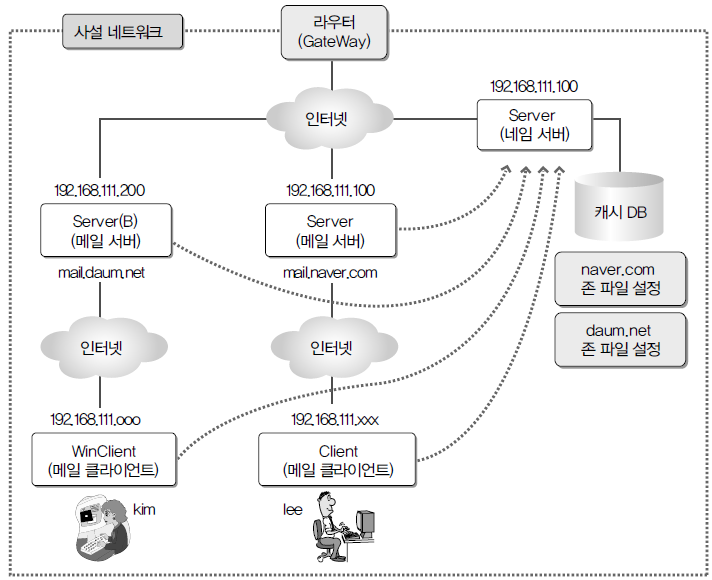 사설 네트워크
라우터
(GateWay)
192.168.111.100
인터넷
Server
(네임 서버)
192.168.111.200
192.168.111.100
Server(B)
(메일 서버)
Server
(메일 서버)
캐시 DB
mail.daum.net
mail.naver.com
naver.com
존 파일 설정
인터넷
인터넷
daum.net
존 파일 설정
192.168.111.ooo
192.168.111.xxx
WinClient
(메일 클라이언트)
Client
(메일 클라이언트)
kim
lee